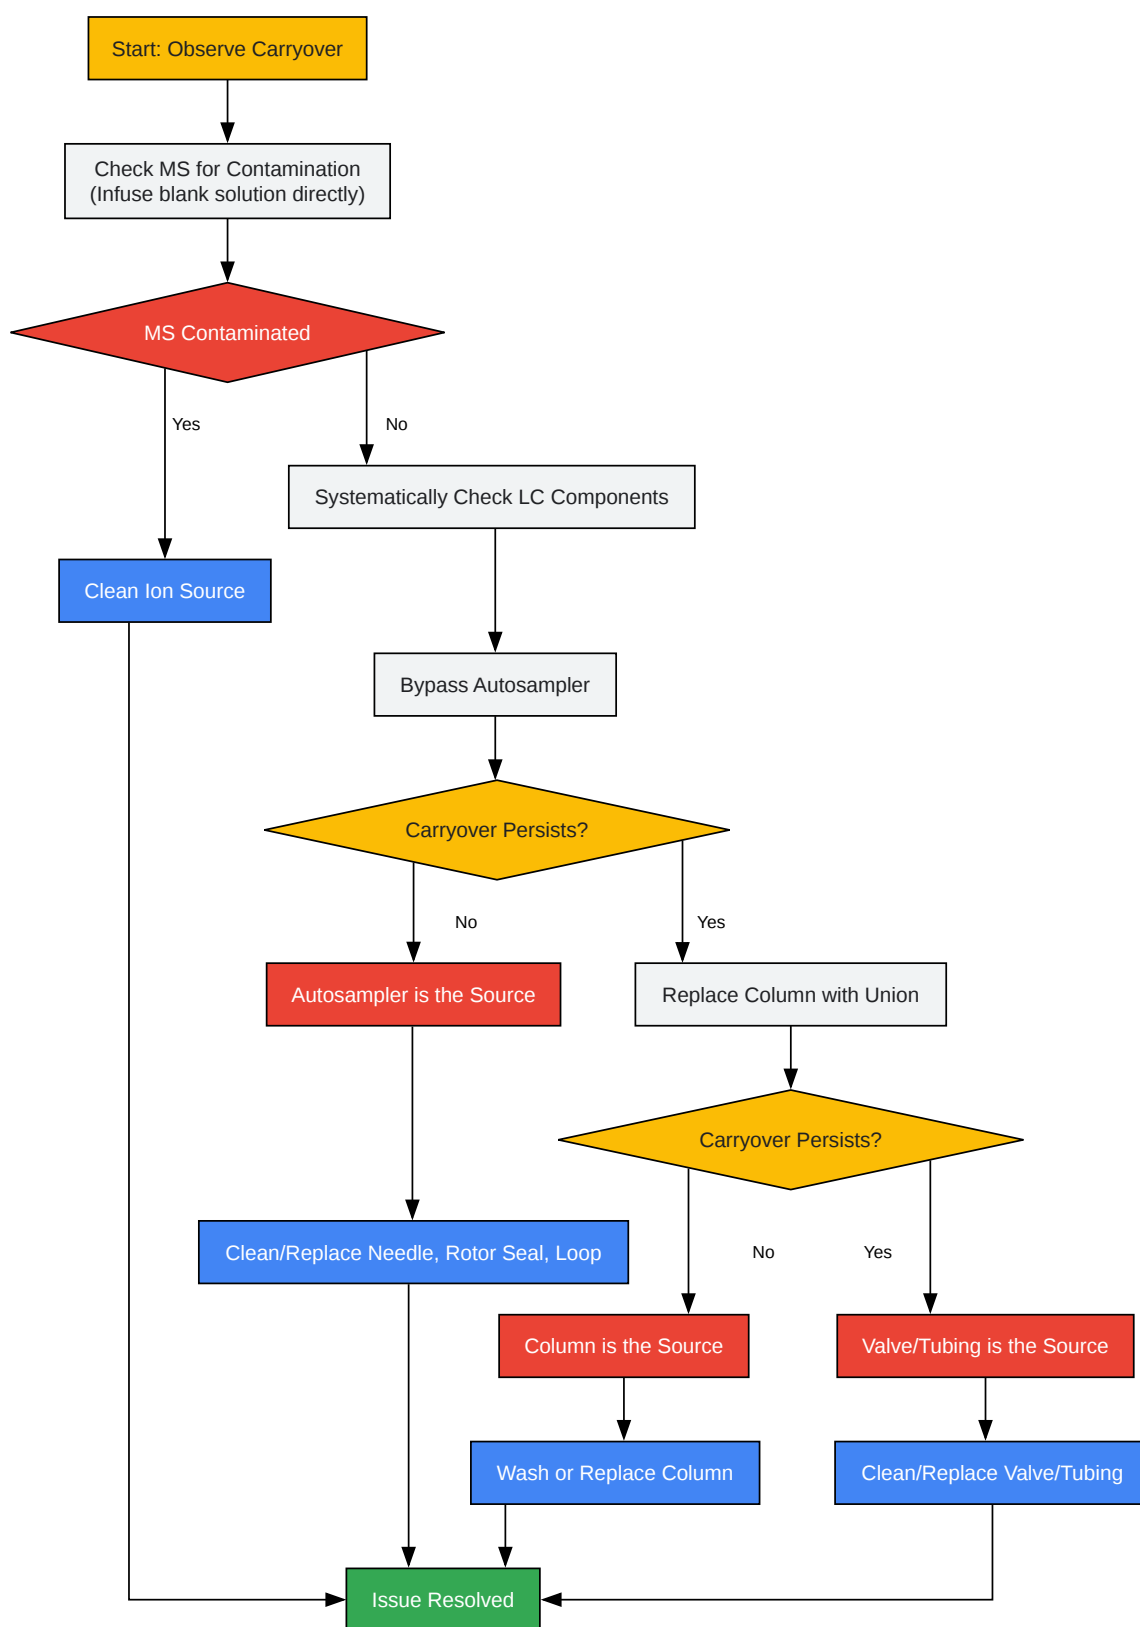 Start: Observe Carryover
Check MS for Contamination
(Infuse blank solution directly)
MS Contaminated
Yes
No
Systematically Check LC Components
Clean Ion Source
Bypass Autosampler
Carryover Persists?
No
Yes
Autosampler is the Source
Replace Column with Union
Carryover Persists?
Clean/Replace Needle, Rotor Seal, Loop
No
Yes
Column is the Source
Valve/Tubing is the Source
Wash or Replace Column
Clean/Replace Valve/Tubing
Issue Resolved